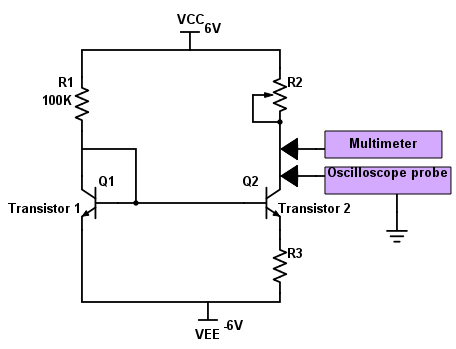 VCC 6V
R1
100K
R2
Multimeter
Oscilloscope probe
Q1
Q2
Transistor 1
Transistor 2
R3
VEE -6V